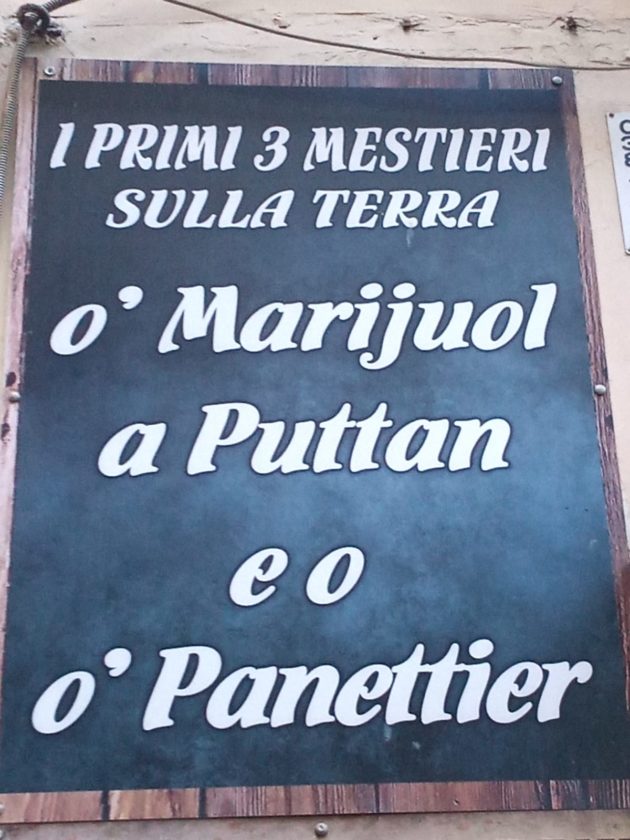 I PRIMI 3 MESTIERI
SULLA TERRA
o' Marijuol
a Puttan
e o
o' Panettier